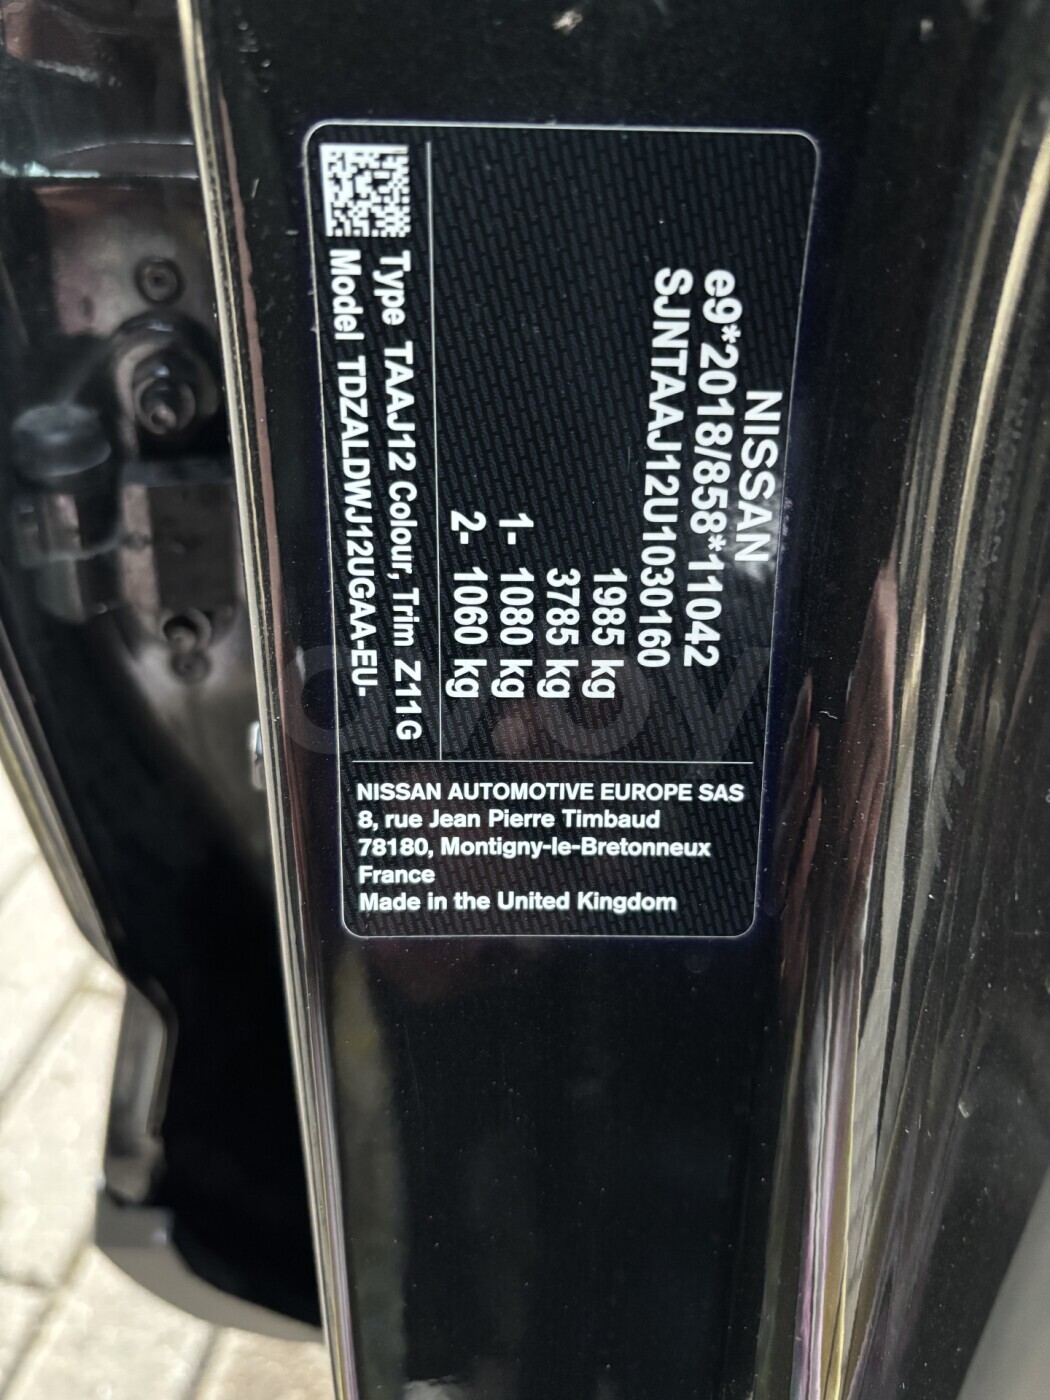 NISSAN
e9*2018/858*11042
SJNTAAJ12U1030160
1985 kg
3785 kg
1- 1080 kg
2- 1060 kg
Type TAAJ12 Colour, Trim Z11G
Model TDZALDWJ12UGAA-EU-
NISSAN AUTOMOTIVE EUROPE SAS
8, rue Jean Pierre Timbaud
78180, Montigny-le-Bretonneux
France
Made in the United Kingdom